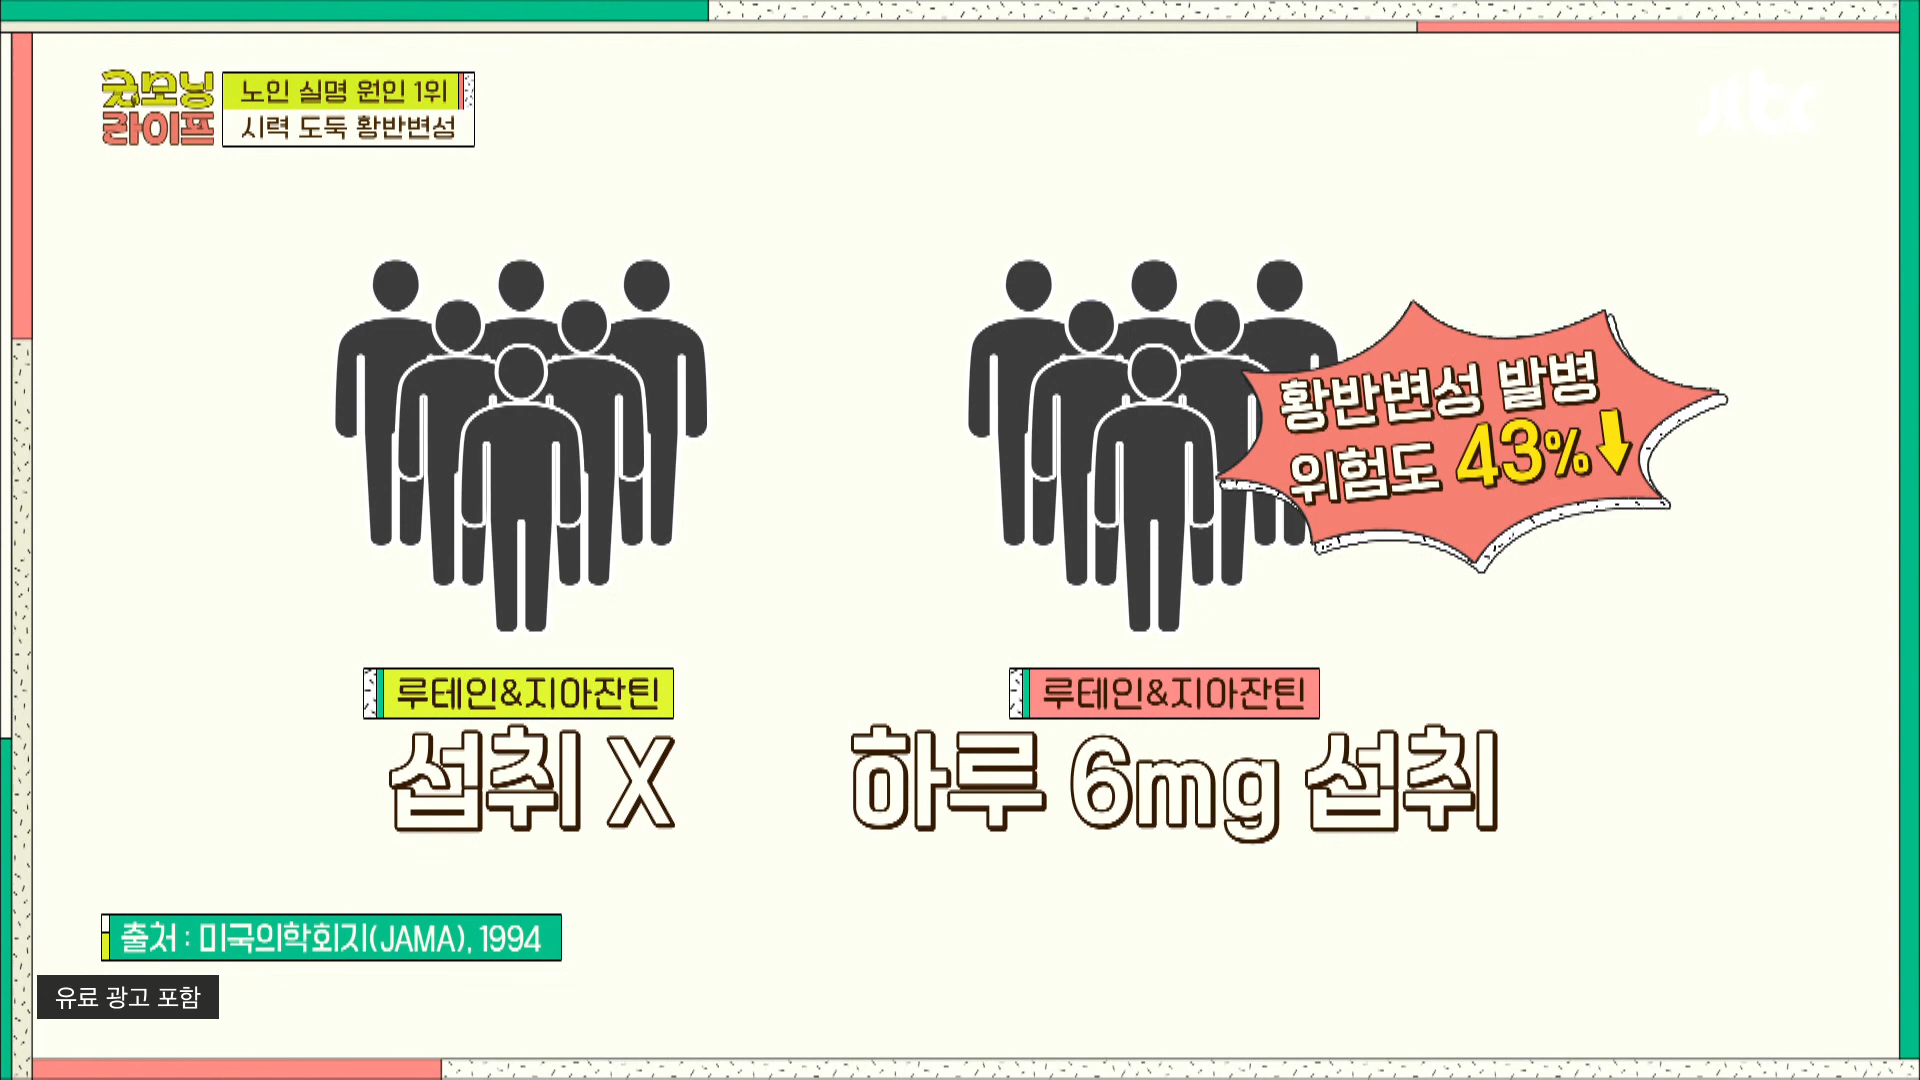 굿모닝
라이프
노인 실명 원인 1위
시력 도둑 황반변성
jtbc
황반변성 발병
위험도 43%↓
루테인&지아잔틴
섭취 X
루테인&지아잔틴
하루 6mg 섭취
출처 : 미국의학회지(JAMA), 1994
유료 광고 포함